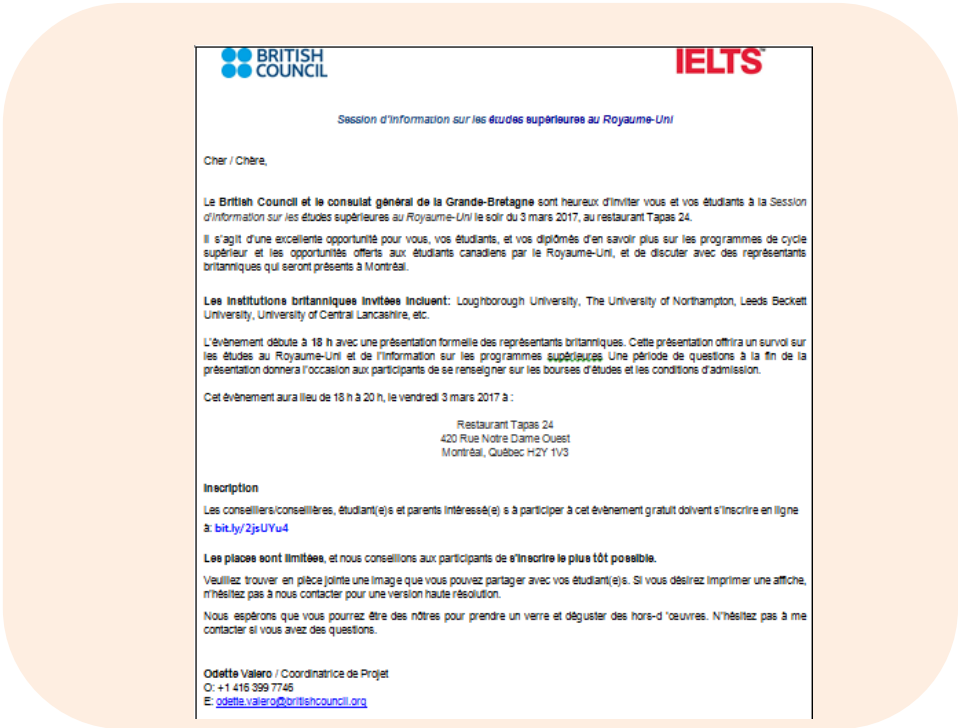 BRITISH
COUNCIL
IELTS™
Session d'information sur les études supérieures au Royaume-Uni
Cher / Chère,
Le British Council et le consulat général de la Grande-Bretagne sont heureux d'inviter vous et vos étudiants à la Session
d'information sur les études supérieures au Royaume-Uni le soir du 3 mars 2017, au restaurant Tapas 24.
Il s'agit d'une excellente opportunité pour vous, vos étudiants, et vos diplômés d'en savoir plus sur les programmes de cycle
supérieur et les opportunités offerts aux étudiants canadiens par le Royaume-Uni, et de discuter avec des représentants
britanniques qui seront présents à Montréal.
Les institutions britanniques invitées incluent: Loughborough University, The University of Northampton, Leeds Beckett
University, University of Central Lancashire, etc.
L'évènement débute à 18 h avec une présentation formelle des représentants britanniques. Cette présentation offrira un survol sur
les études au Royaume-Uni et de l'information sur les programmes supérieures Une période de questions à la fin de la
présentation donnera l'occasion aux participants de se renseigner sur les bourses d'études et les conditions d'admission.
Cet évènement aura lieu de 18 h à 20 h, le vendredi 3 mars 2017 à :
Restaurant Tapas 24
420 Rue Notre Dame Ouest
Montréal, Québec H2Y 1V3
Inscription
Les conseillers/conseillères, étudiant(e)s et parents intéressé(e) s à participer à cet évènement gratuit doivent s'inscrire en ligne
à: bit.ly/2jsUYu4
Les places sont limitées, et nous conseillons aux participants de s'inscrire le plus tôt possible.
Veuillez trouver en pièce jointe une image que vous pouvez partager avec vos étudiant(e)s. Si vous désirez imprimer une affiche,
n'hésitez pas à nous contacter pour une version haute résolution.
Nous espérons que vous pourrez être des nôtres pour prendre un verre et déguster des hors-d 'œuvres. N'hésitez pas à me
contacter si vous avez des questions.
Odette Valero / Coordinatrice de Projet
O: +1 416 399 7746
E: odette.valero@britishcouncil.org